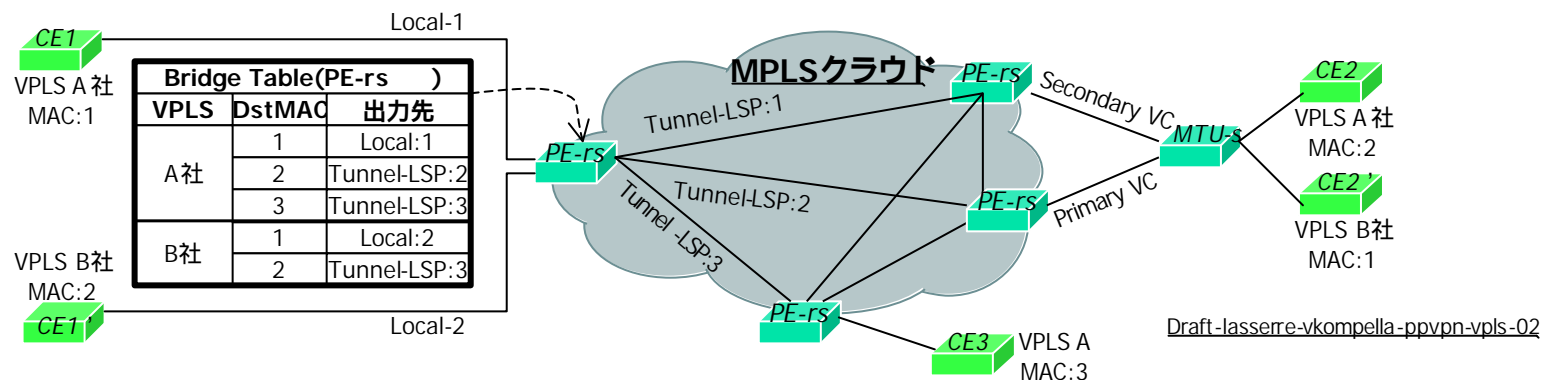 Local-1
CE1
VPLS A社
MAC:1
Bridge Table(PE-rs )
VPLS DstMAC 出力先
A社
1 Local:1
2 Tunnel-LSP:2
3 Tunnel-LSP:3
B社
1 Local:2
2 Tunnel-LSP:3
VPLS B社
MAC:2
CE1'
Local-2
MPLSクラウド
PE-rs
Tunnel-LSP:1
Tunnel-LSP:2
Tunnel -LSP:3
PE-rs
PE-rs
PE-rs
Secondary VC
Primary VC
MTU-s
CE2
VPLS A社
MAC:2
CE2'
VPLS B社
MAC:1
CE3
VPLS A
MAC:3
Draft-lasserre-vkompella-ppvpn-vpls-02